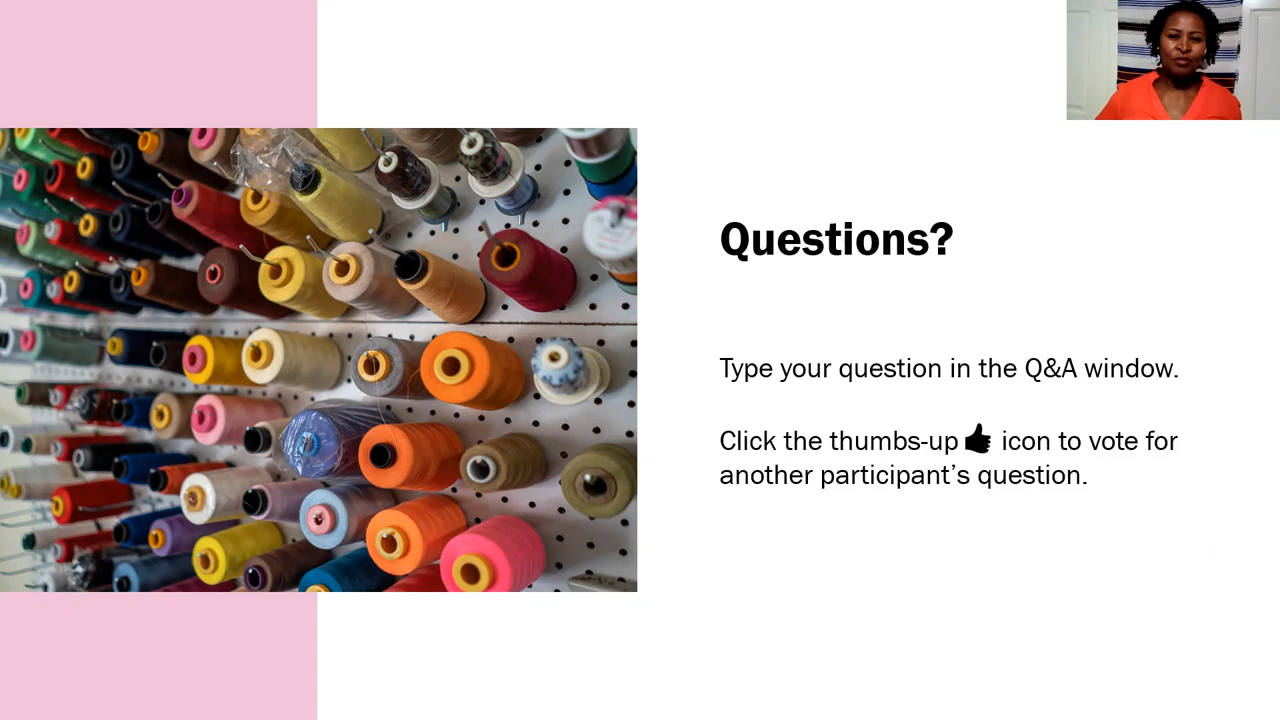 Questions?
Type your question in the Q&A window.
Click the thumbs-up 👍 icon to vote for
another participant’s question.